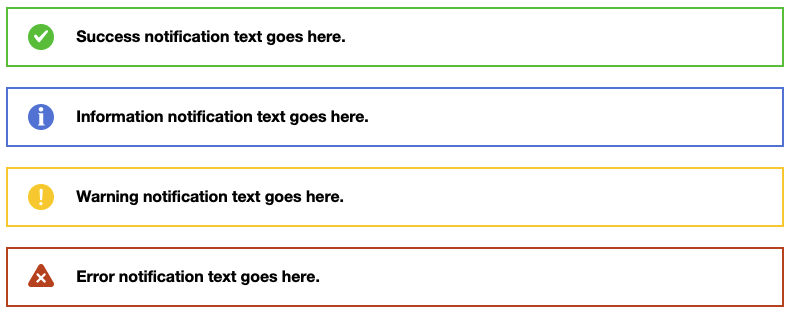 Success notification text goes here.
Information notification text goes here.
Warning notification text goes here.
Error notification text goes here.